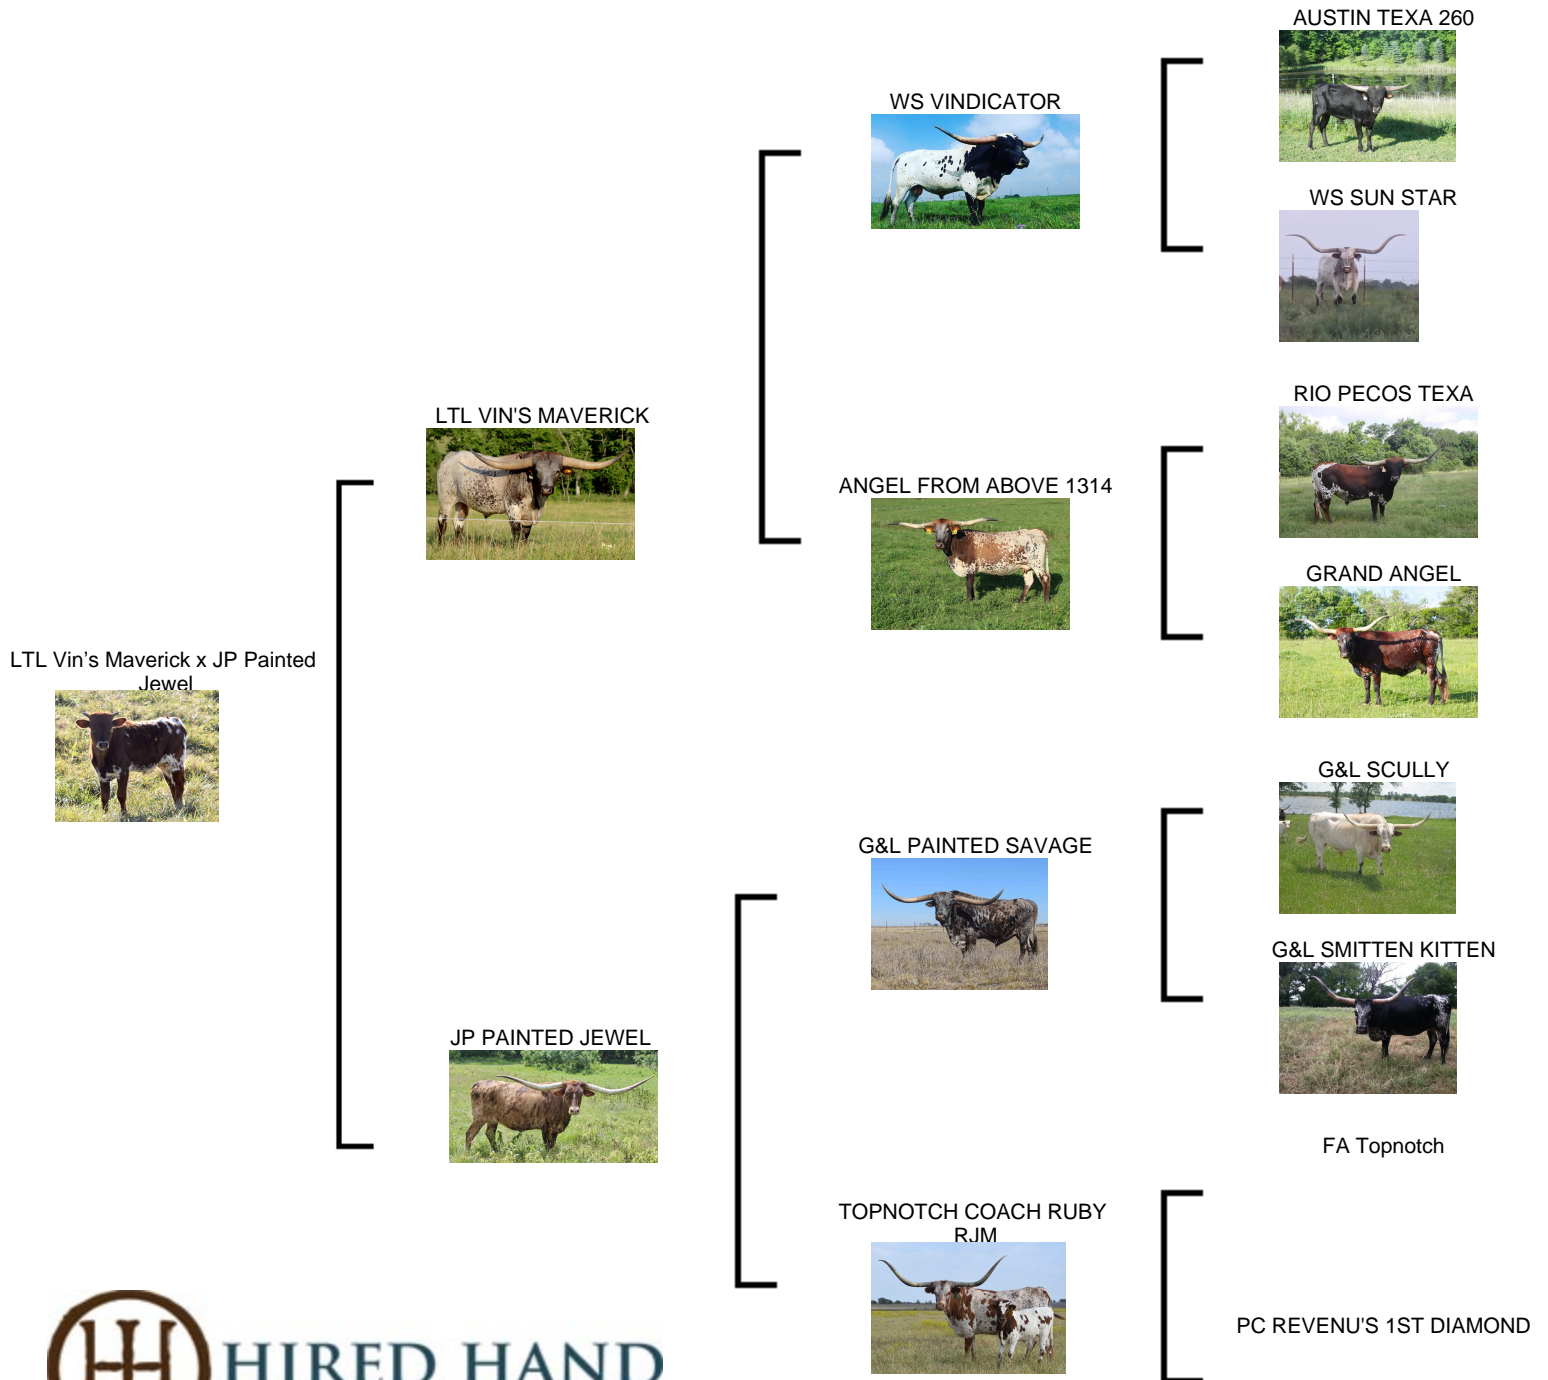 AUSTIN TEXA 260
WS VINDICATOR
WS SUN STAR
RIO PECOS TEXA
LTL VIN'S MAVERICK
ANGEL FROM ABOVE 1314
GRAND ANGEL
LTL Vin's Maverick x JP Painted
Jewel
G&L SCULLY
G&L PAINTED SAVAGE
G&L SMITTEN KITTEN
JP PAINTED JEWEL
FA Topnotch
TOPNOTCH COACH RUBY
RJM
PC REVENU'S 1ST DIAMOND
HIRED HAND